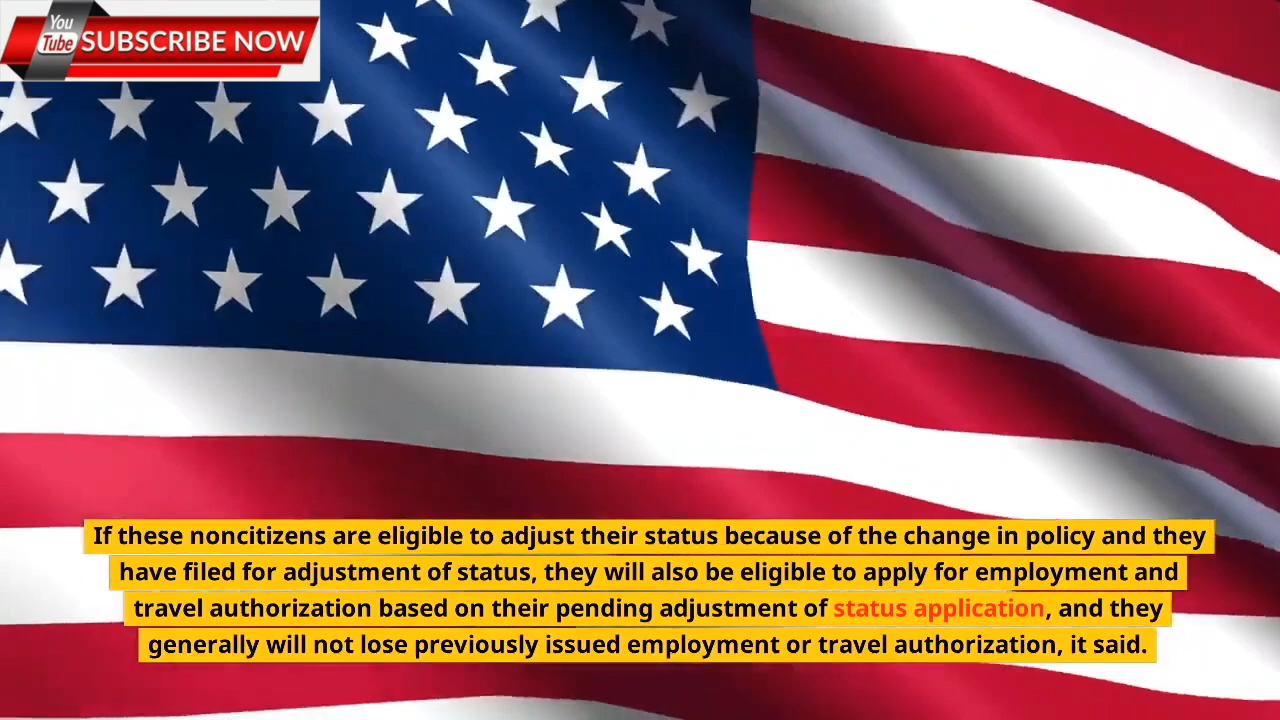 You
Tube
SUBSCRIBE NOW
If these noncitizens are eligible to adjust their status because of the change in policy and they
have filed for adjustment of status, they will also be eligible to apply for employment and
travel authorization based on their pending adjustment of status application, and they
generally will not lose previously issued employment or travel authorization, it said.